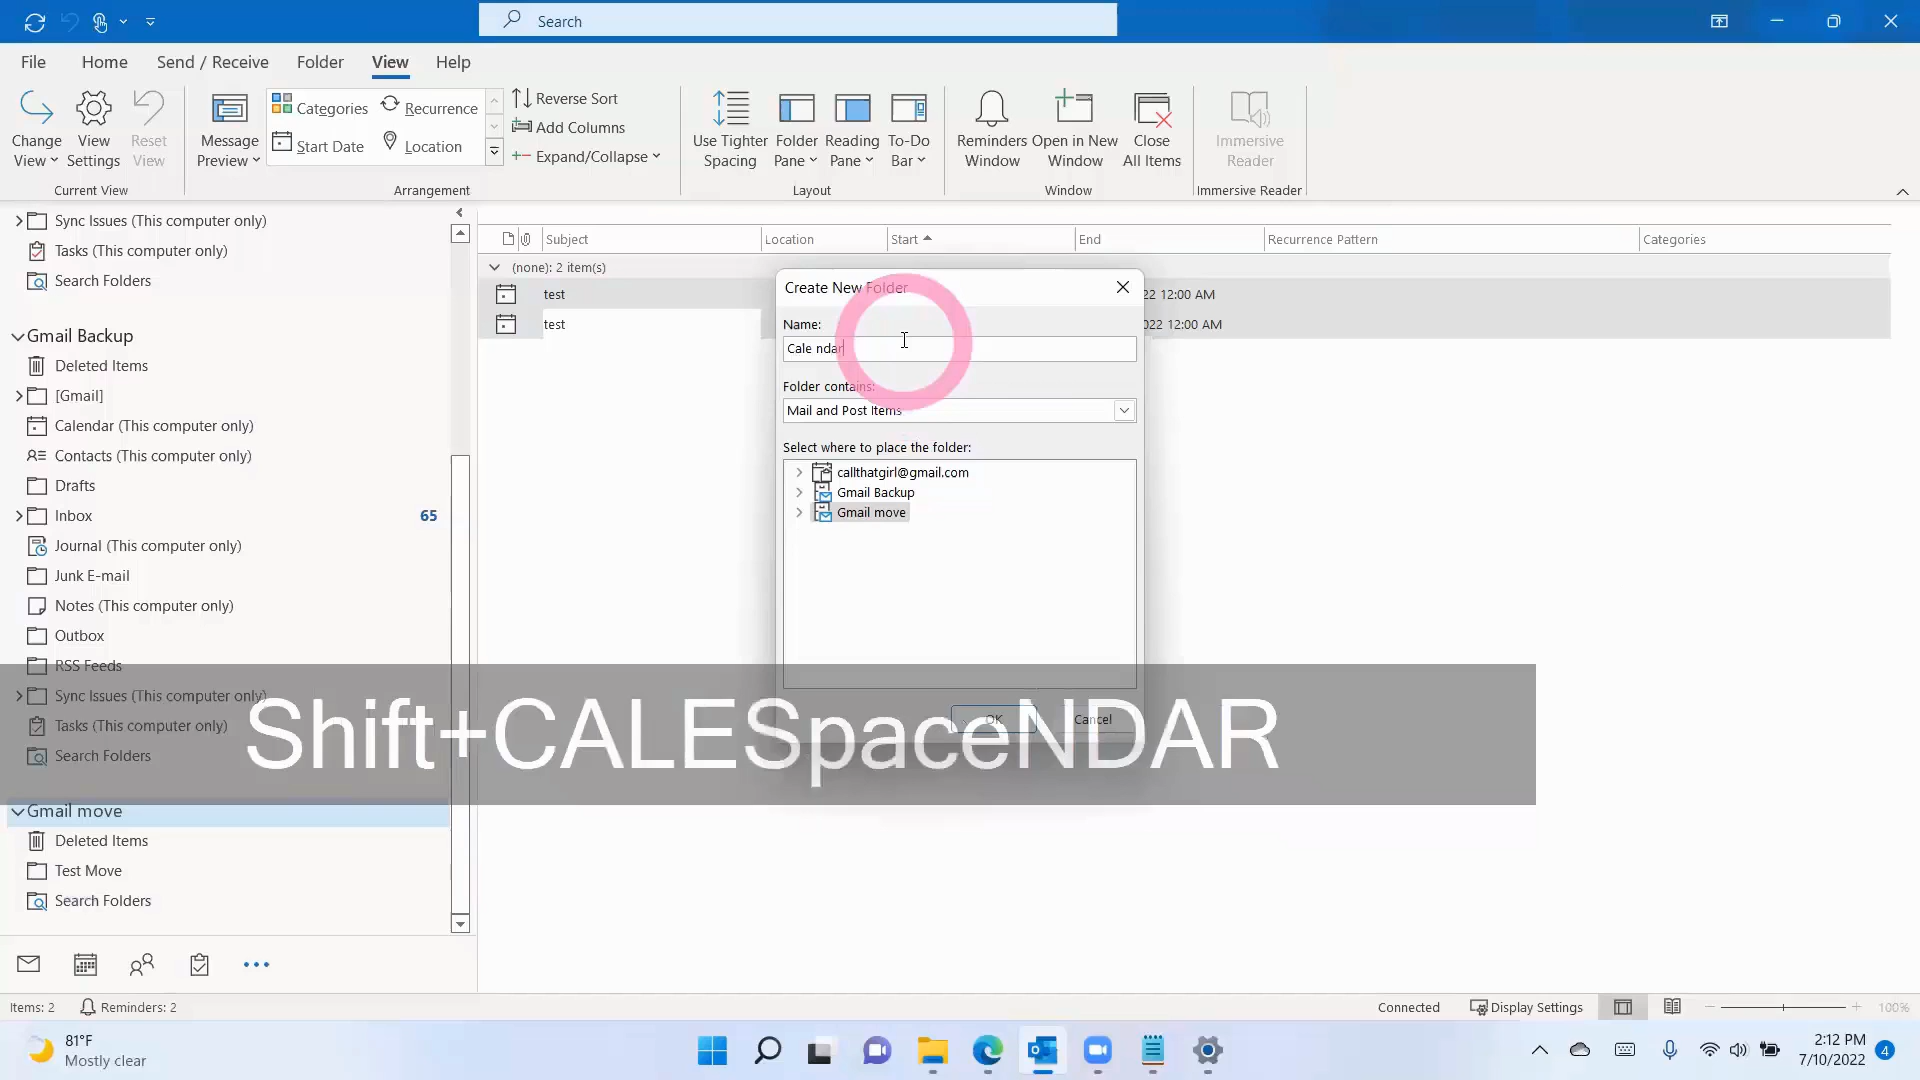 Search
File Home Send / Receive Folder View Help
Change View
View Settings
Reset View
Current View
Message Preview
Categories
Recurrence
Start Date
Location
Reverse Sort
Add Columns
Expand/Collapse
Arrangement
Use Tighter Spacing
Folder Pane
Reading Pane
To-Do Bar
Layout
Reminders Window
Open in New Window
Close All Items
Window
Immersive Reader
Immersive Reader
Sync Issues (This computer only)
Tasks (This computer only)
Search Folders
Gmail Backup
Deleted Items
[Gmail]
Calendar (This computer only)
Contacts (This computer only)
Drafts
Inbox 65
Journal (This computer only)
Junk E-mail
Notes (This computer only)
Outbox
RSS Feeds
Sync Issues (This computer only)
Tasks (This computer only)
Search Folders
Gmail move
Deleted Items
Test Move
Search Folders
Subject Location Start End Recurrence Pattern Categories
(none): 2 item(s)
test 22 12:00 AM
test 022 12:00 AM
Create New Folder
Name:
Cale ndar
Folder contains:
Mail and Post Items
Select where to place the folder:
callthatgirl@gmail.com
Gmail Backup
Gmail move
OK Cancel
Shift+CALESpaceNDAR
Items: 2 Reminders: 2
Connected Display Settings 100%
81°F
Mostly clear
2:12 PM
7/10/2022
4